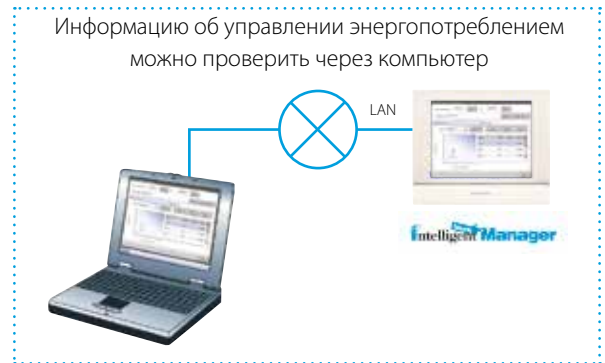 Информацию об управлении энергопотреблением
можно проверить через компьютер
LAN
intelligent Manager